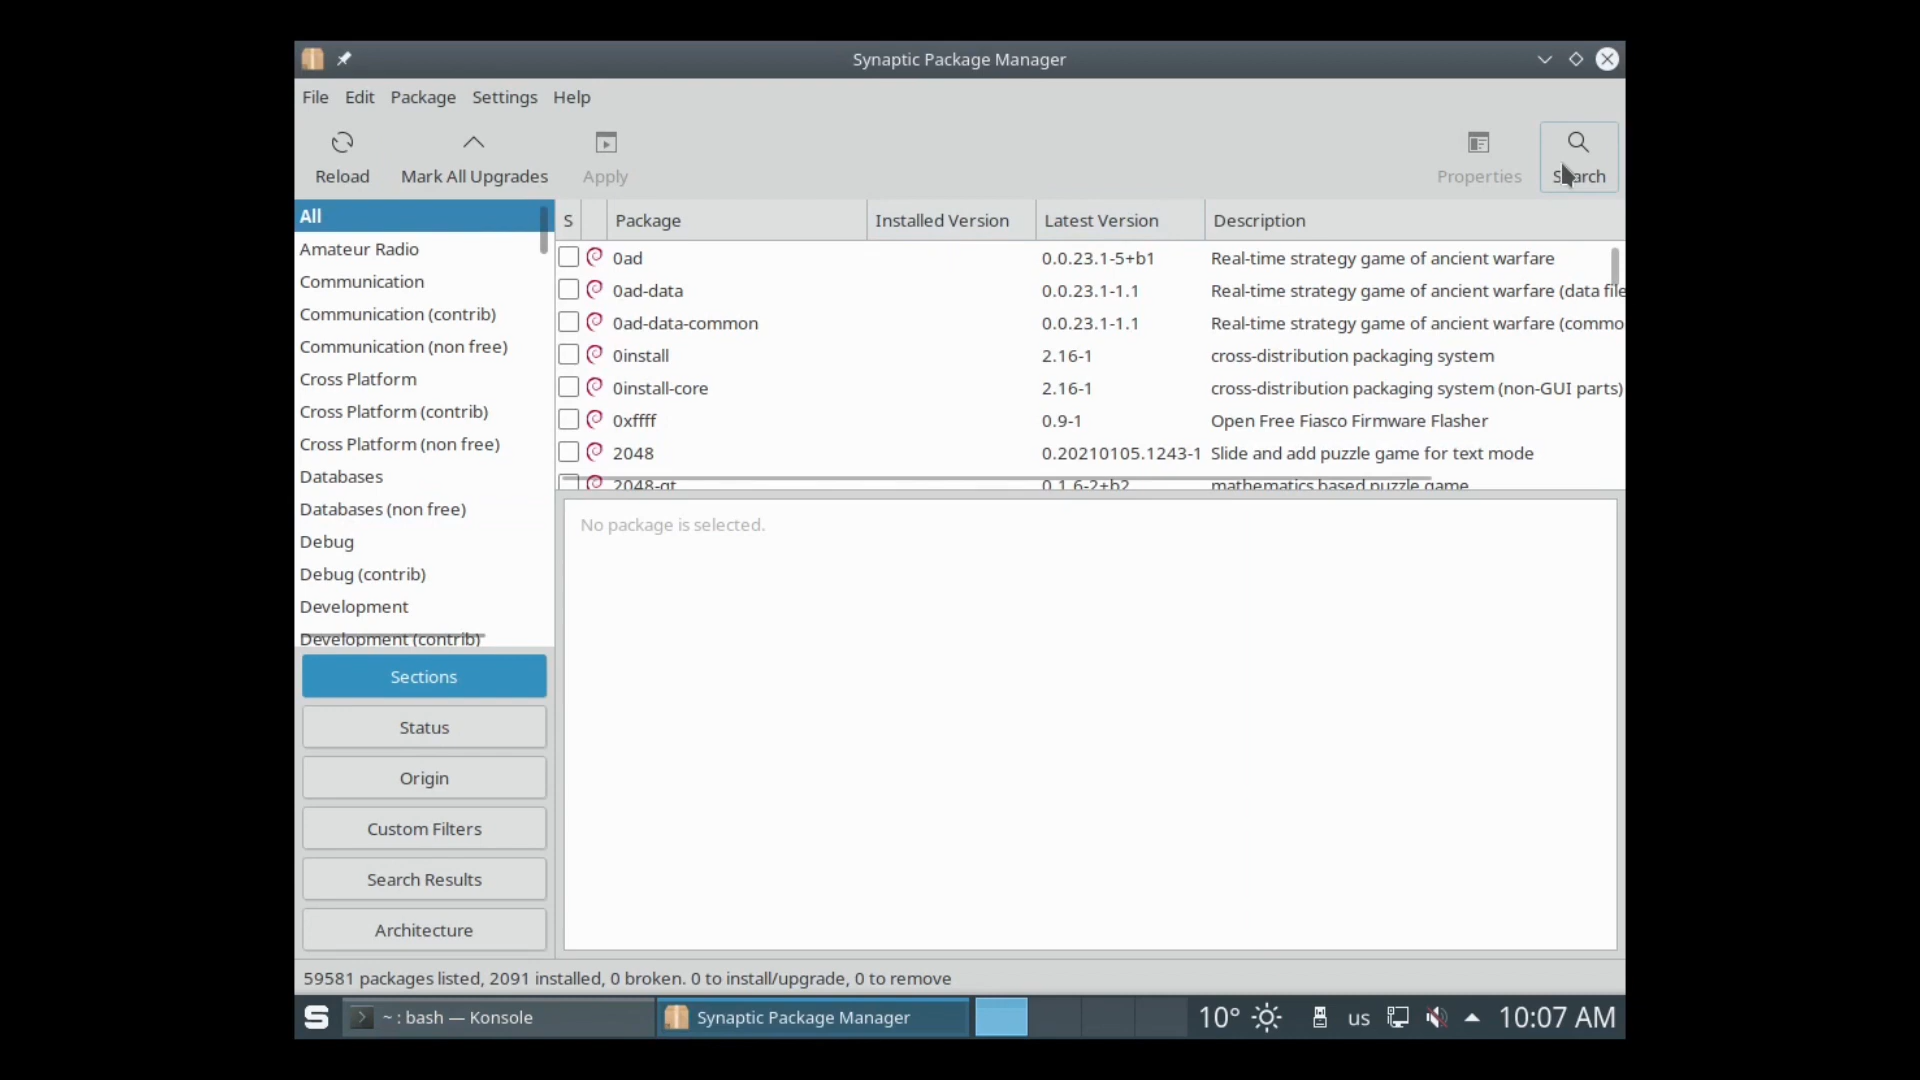 Synaptic Package Manager
File Edit Package Settings Help
Reload Mark All Upgrades Apply Properties Search
All
Amateur Radio
Communication
Communication (contrib)
Communication (non free)
Cross Platform
Cross Platform (contrib)
Cross Platform (non free)
Databases
Databases (non free)
Debug
Debug (contrib)
Development
Development (contrib)
Sections
Status
Origin
Custom Filters
Search Results
Architecture
S Package Installed Version Latest Version Description
0ad 0.0.23.1-5+b1 Real-time strategy game of ancient warfare
0ad-data 0.0.23.1-1.1 Real-time strategy game of ancient warfare (data file
0ad-data-common 0.0.23.1-1.1 Real-time strategy game of ancient warfare (commo
0install 2.16-1 cross-distribution packaging system
0install-core 2.16-1 cross-distribution packaging system (non-GUI parts)
0xffff 0.9-1 Open Free Fiasco Firmware Flasher
2048 0.20210105.1243-1 Slide and add puzzle game for text mode
2048-qt 0.1.6-2+b2 mathematics based puzzle game
No package is selected.
59581 packages listed, 2091 installed, 0 broken. 0 to install/upgrade, 0 to remove
~ : bash — Konsole Synaptic Package Manager 10° us 10:07 AM